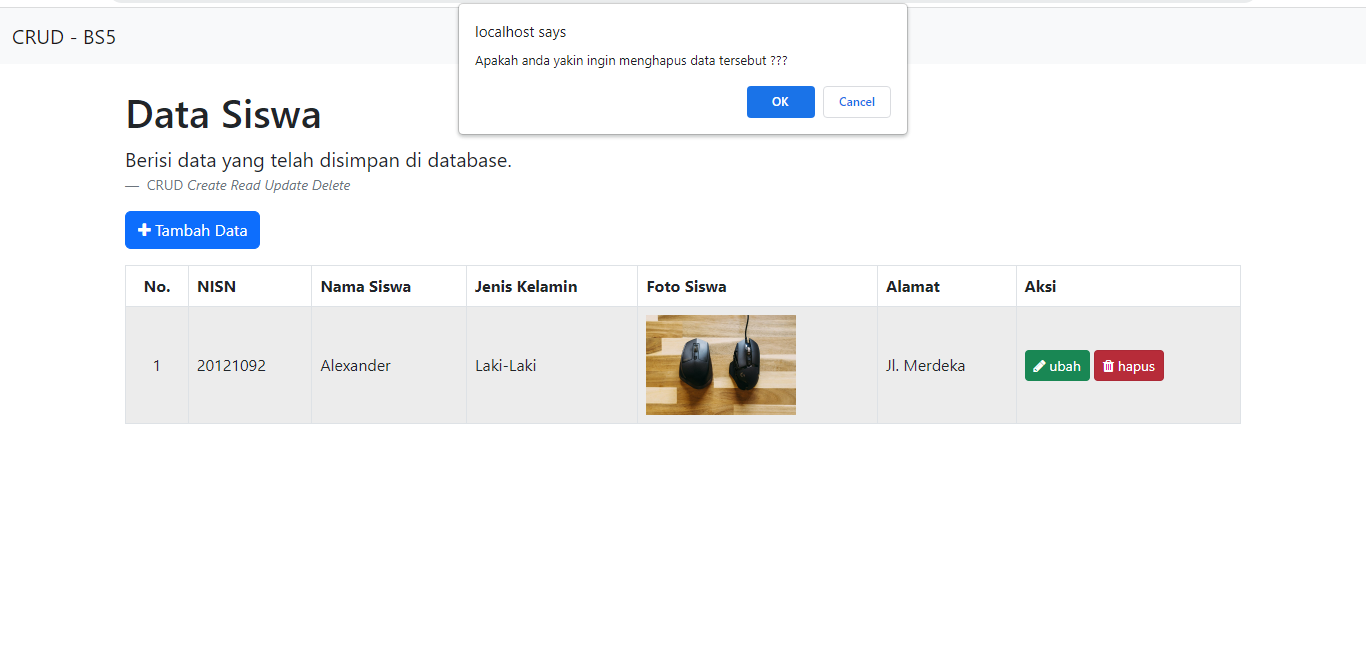 CRUD - BS5
localhost says
Apakah anda yakin ingin menghapus data tersebut ???
OK Cancel
Data Siswa
Berisi data yang telah disimpan di database.
— CRUD Create Read Update Delete
Tambah Data
No. NISN Nama Siswa Jenis Kelamin Foto Siswa Alamat Aksi
1 20121092 Alexander Laki-Laki Jl. Merdeka ubah hapus